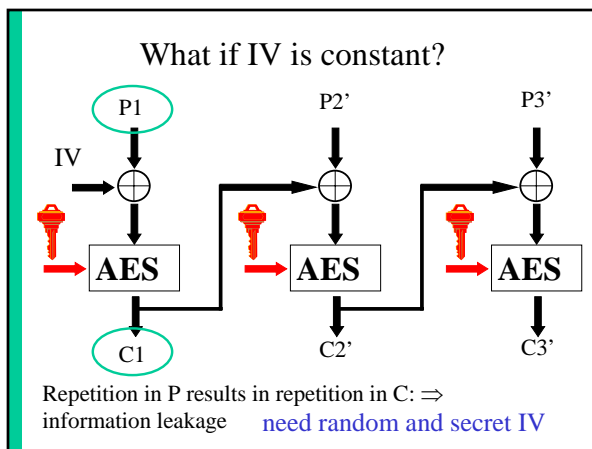 What if IV is constant?
P1 P2’ P3’
IV
AES AES AES
C1 C2’ C3’
Repetition in P results in repetition in C: ⇒
information leakage need random and secret IV